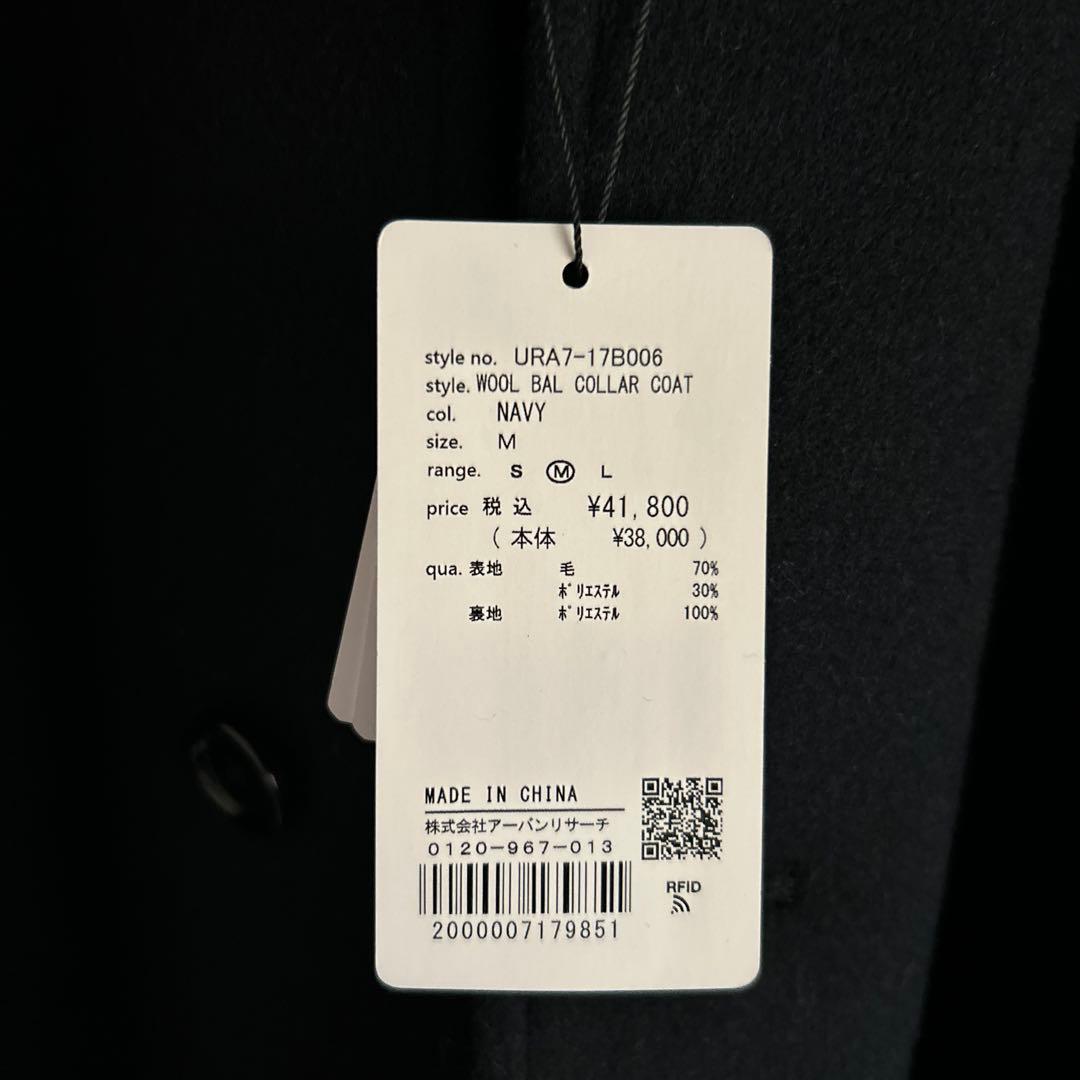 style no. URA7-17B006
style. WOOL BAL COLLAR COAT
col. NAVY
size. M
range. S Ⓜ L
price 税込 ¥41,800
(本体 ¥38,000)
qua. 表地 毛 70%
ﾎﾟﾘｴｽﾃﾙ 30%
裏地 ﾎﾟﾘｴｽﾃﾙ 100%
MADE IN CHINA
株式会社アーバンリサーチ
0120-967-013
RFID
2000007179851